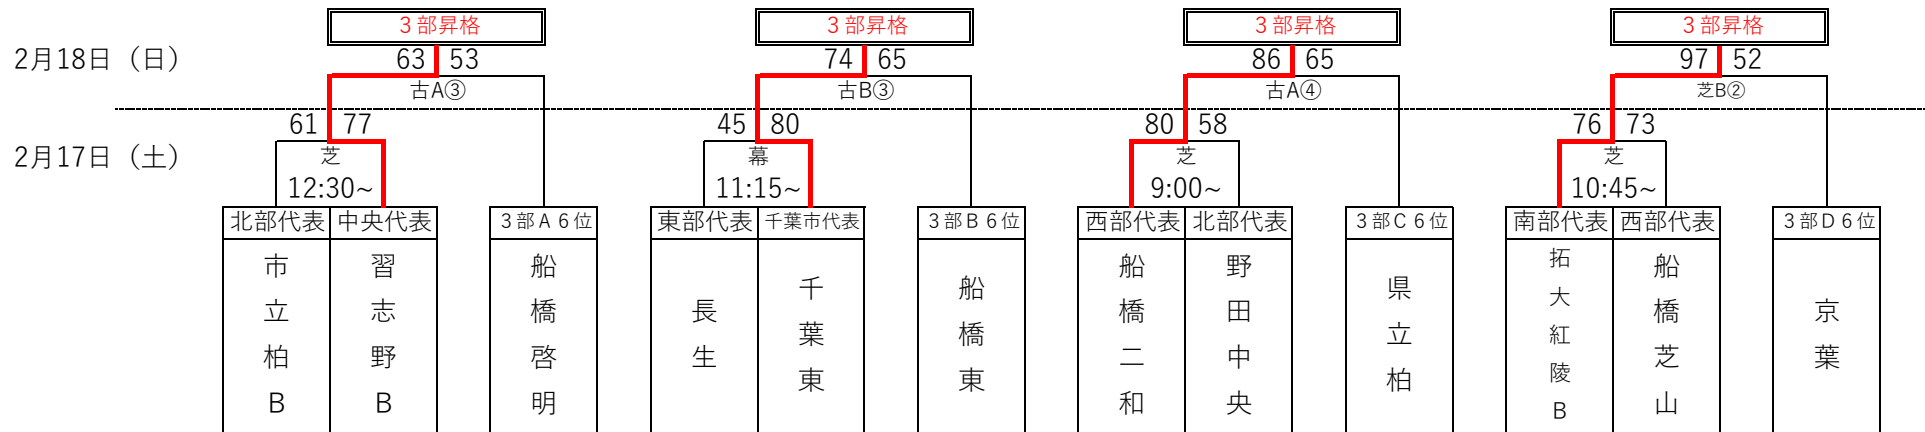 ３部昇格 ３部昇格 ３部昇格 ３部昇格
2月18日（日） 63 53 74 65 86 65 97 52
古A③ 古B③ 古A④ 芝B②
61 77 45 80 80 58 76 73
2月17日（土） 芝 幕 芝 芝
12:30~ 11:15~ 9:00~ 10:45~
北部代表 中央代表 ３部Ａ６位 東部代表 千葉市代表 ３部Ｂ６位 西部代表 北部代表 ３部Ｃ６位 南部代表 西部代表 ３部Ｄ６位
市立柏Ｂ
習志野Ｂ
船橋啓明
長生
千葉東
船橋東
船橋二和
野田中央
県立柏
拓大紅陵Ｂ
船橋芝山
京葉